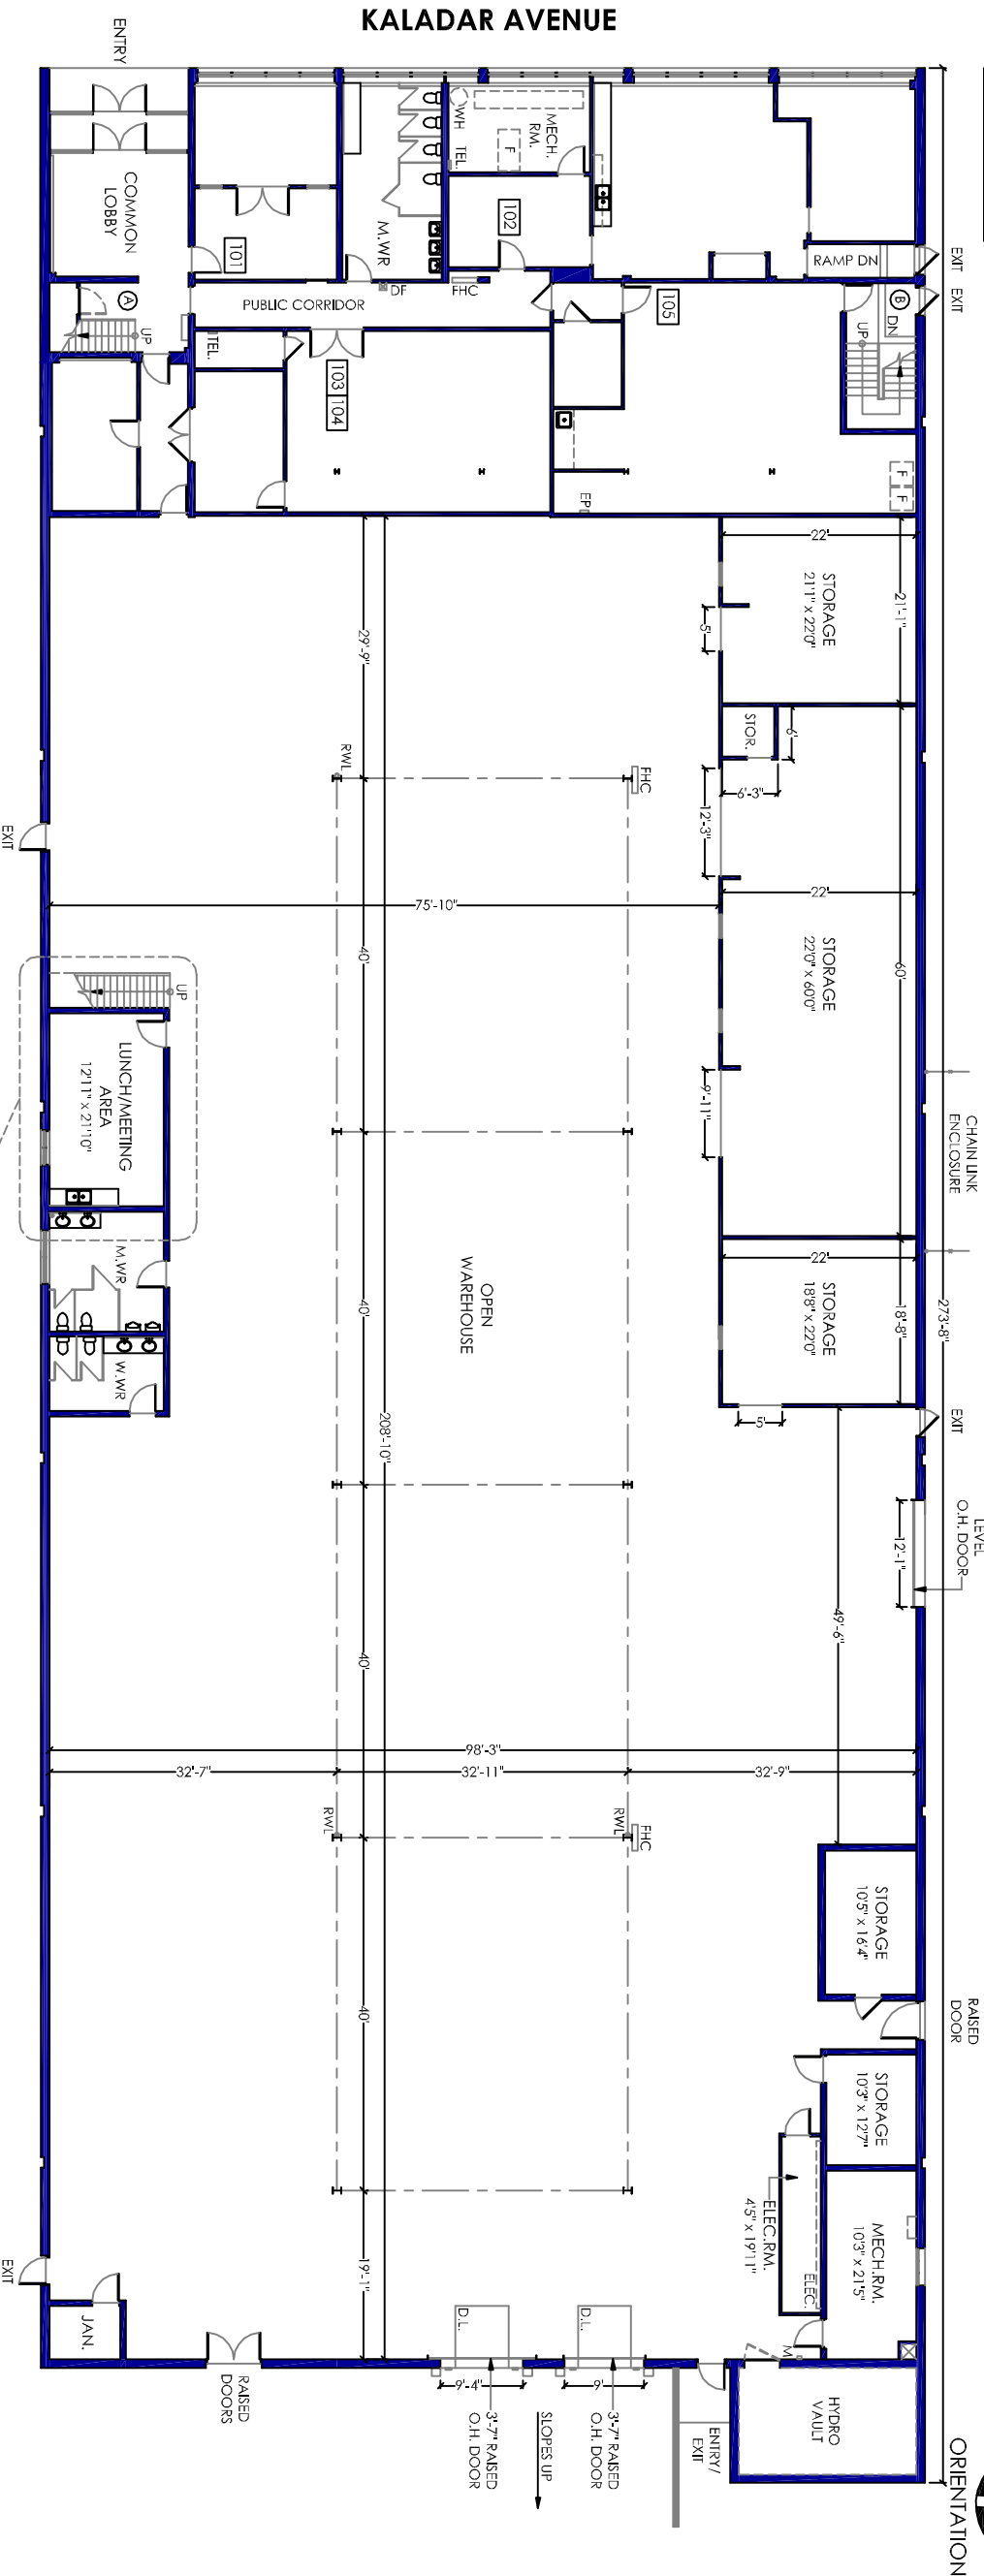 KALADAR AVENUE
ENTRY
COMMON
LOBBY
WH
TEL.
MECH.
RM.
F
102
M.WR
101
DF
FHC
PUBLIC CORRIDOR
105
RAMP DN
EXIT
EXIT
A
UP
B
DN
UP
TEL.
103
104
EP
F
F
22'
STORAGE
21'1" x 22'0"
21'-1"
5'
29'-9"
STOR.
6'
6'-3"
RWL
FHC
12'-3"
EXIT
75'-10"
22'
40'
STORAGE
22'0" x 60'0"
60'
UP
LUNCH/MEETING
AREA
12'11" x 21'10"
9'-11"
CHAIN LINK
ENCLOSURE
M.WR
W.WR
OPEN
WAREHOUSE
40'
22'
STORAGE
18'8" x 22'0"
18'-8"
273'-8"
208'-10"
5'
EXIT
LEVEL
O.H. DOOR
12'-1"
49'-6"
40'
98'-3"
32'-7"
32'-11"
32'-9"
RWL
RWL
FHC
STORAGE
10'5" x 16'4"
40'
RAISED
DOOR
STORAGE
10'3" x 12'7"
ELEC.RM.
4'5" x 19'11"
MECH.RM.
10'3" x 21'5"
ELEC.
M
19'-1"
EXIT
JAN.
D.L.
D.L.
RAISED
DOORS
9'-4"
9'
3'-7" RAISED
O.H. DOOR
3'-7" RAISED
O.H. DOOR
SLOPES UP
ENTRY/
EXIT
HYDRO
VAULT
ORIENTATION